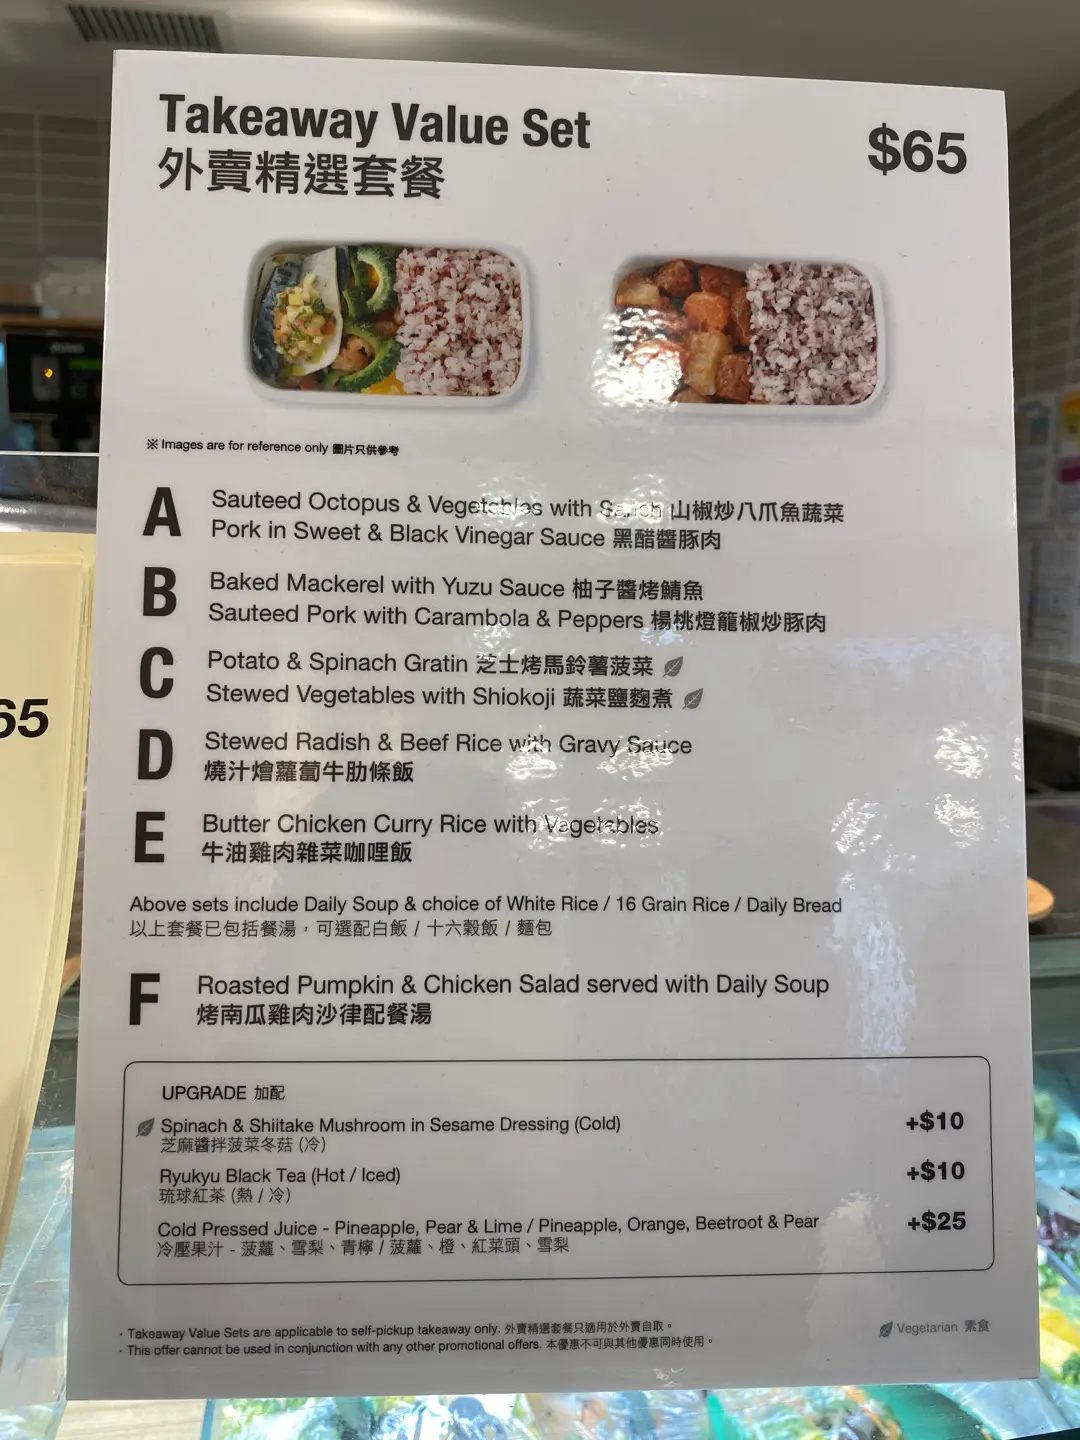 Takeaway Value Set
外賣精選套餐
$65
※ Images are for reference only 圖片只供參考
A
Sauteed Octopus & Vegetables with 山椒炒八爪魚蔬菜
Pork in Sweet & Black Vinegar Sauce 黑醋醬豚肉
B
Baked Mackerel with Yuzu Sauce 柚子醬烤鯖魚
Sauteed Pork with Carambola & Peppers 楊桃燈籠椒炒豚肉
C
Potato & Spinach Gratin 芝士烤馬鈴薯菠菜
Stewed Vegetables with Shiokoji 蔬菜鹽麴煮
D
Stewed Radish & Beef Rice with Gravy Sauce
燒汁燴蘿蔔牛肋條飯
E
Butter Chicken Curry Rice with Vegetables
牛油雞肉雜菜咖喱飯
Above sets include Daily Soup & choice of White Rice / 16 Grain Rice / Daily Bread
以上套餐已包括餐湯，可選配白飯 / 十六穀飯 / 麵包
F
Roasted Pumpkin & Chicken Salad served with Daily Soup
烤南瓜雞肉沙律配餐湯
UPGRADE 加配
Spinach & Shiitake Mushroom in Sesame Dressing (Cold) +$10
芝麻醬拌菠菜冬菇 (冷)
Ryukyu Black Tea (Hot / Iced) +$10
琉球紅茶 (熱 / 冷)
Cold Pressed Juice - Pineapple, Pear & Lime / Pineapple, Orange, Beetroot & Pear +$25
冷壓果汁 - 菠蘿、雪梨、青檸 / 菠蘿、橙、紅菜頭、雪梨
· Takeaway Value Sets are applicable to self-pickup takeaway only. 外賣精選套餐只適用於外賣自取。
· This offer cannot be used in conjunction with any other promotional offers. 本優惠不可與其他優惠同時使用。
Vegetarian 素食